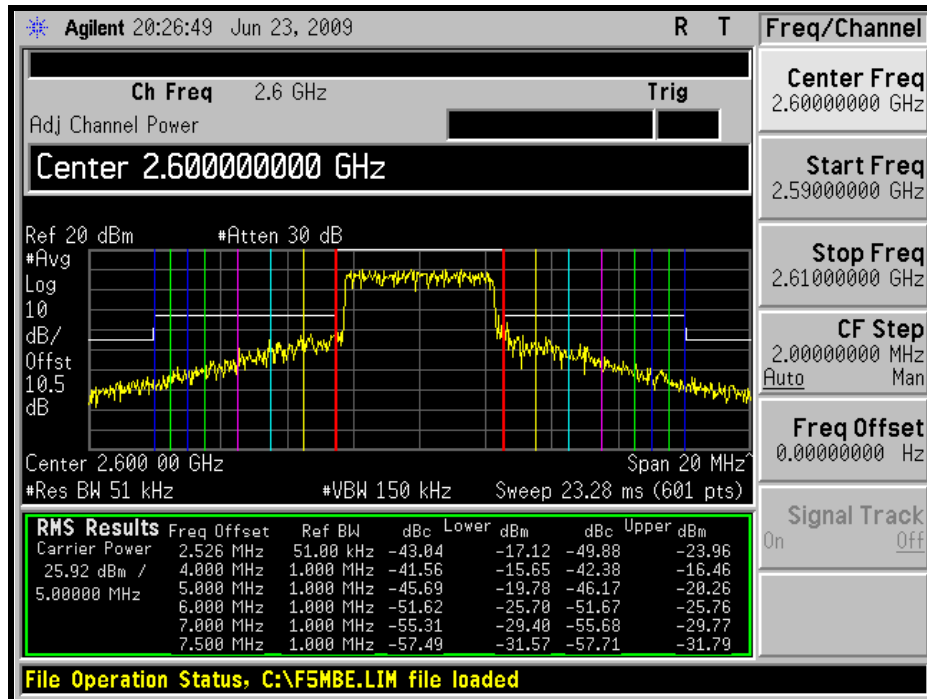 Agilent 20:26:49 Jun 23, 2009 R T
Freq/Channel
Ch Freq 2.6 GHz Trig
Adj Channel Power
Center 2.600000000 GHz
Center Freq
2.60000000 GHz
Start Freq
2.59000000 GHz
Stop Freq
2.61000000 GHz
CF Step
2.00000000 MHz
Auto Man
Freq Offset
0.00000000 Hz
Signal Track
On Off
Ref 20 dBm #Atten 30 dB
#Avg
Log
10
dB/
Offst
10.5
dB
Center 2.600 00 GHz Span 20 MHz^
#Res BW 51 kHz #VBW 150 kHz Sweep 23.28 ms (601 pts)
RMS Results Freq Offset Ref BW dBc Lower dBm dBc Upper dBm
Carrier Power 2.526 MHz 51.00 kHz -43.04 -17.12 -49.88 -23.96
25.92 dBm / 4.000 MHz 1.000 MHz -41.56 -15.65 -42.38 -16.46
5.00000 MHz 5.000 MHz 1.000 MHz -45.69 -19.78 -46.17 -20.26
6.000 MHz 1.000 MHz -51.62 -25.70 -51.67 -25.76
7.000 MHz 1.000 MHz -55.31 -29.40 -55.68 -29.77
7.500 MHz 1.000 MHz -57.49 -31.57 -57.71 -31.79
File Operation Status, C:\F5MBE.LIM file loaded